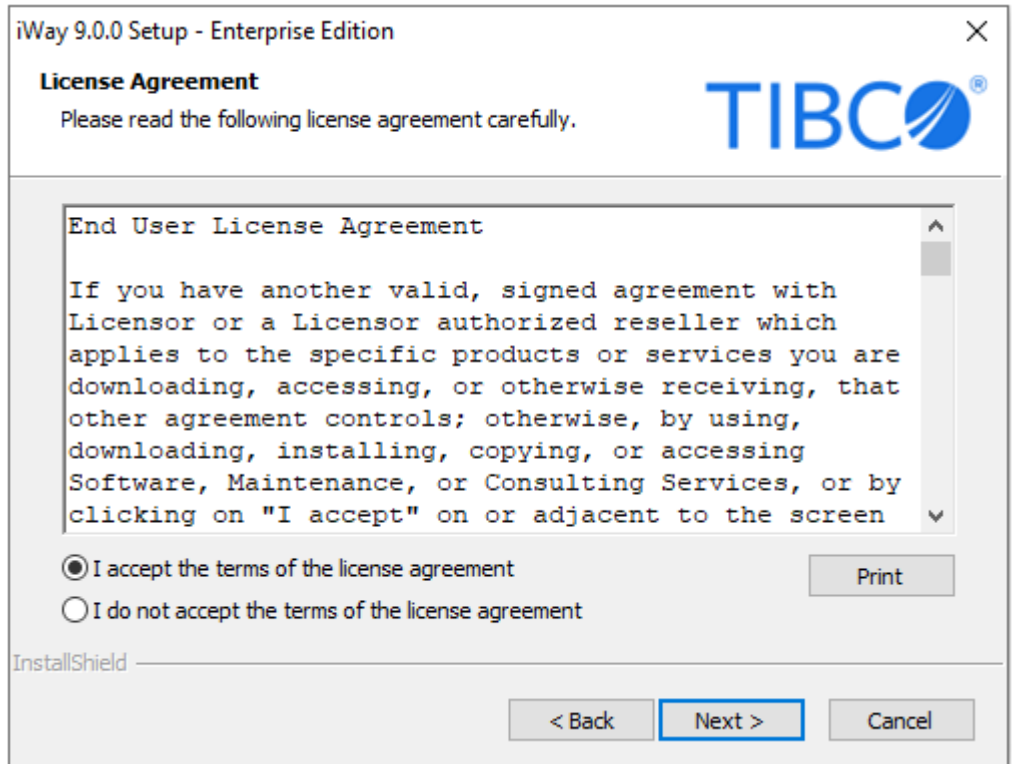 iWay 9.0.0 Setup - Enterprise Edition
License Agreement
Please read the following license agreement carefully.
TIBCO®
End User License Agreement
If you have another valid, signed agreement with
Licensor or a Licensor authorized reseller which
applies to the specific products or services you are
downloading, accessing, or otherwise receiving, that
other agreement controls; otherwise, by using,
downloading, installing, copying, or accessing
Software, Maintenance, or Consulting Services, or by
clicking on "I accept" on or adjacent to the screen
I accept the terms of the license agreement
Print
I do not accept the terms of the license agreement
InstallShield
< Back
Next >
Cancel